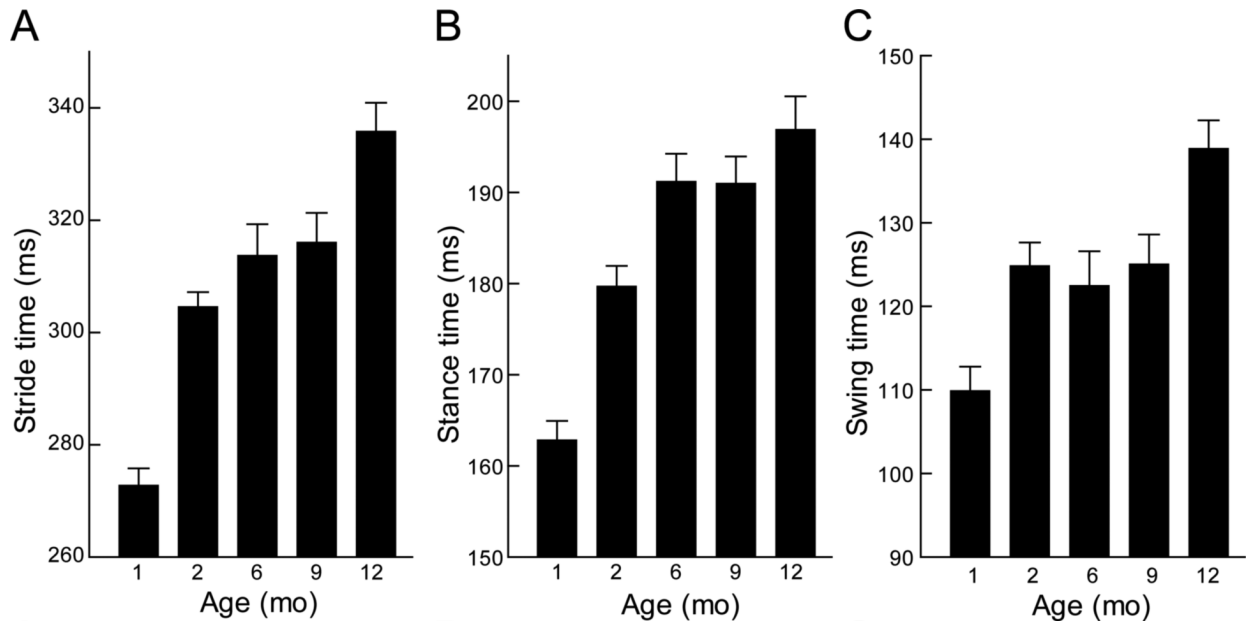 A
Stride time (ms)
340
320
300
280
260
1 2 6 9 12
Age (mo)
B
Stance time (ms)
200
190
180
170
160
150
1 2 6 9 12
Age (mo)
C
Swing time (ms)
150
140
130
120
110
100
90
1 2 6 9 12
Age (mo)